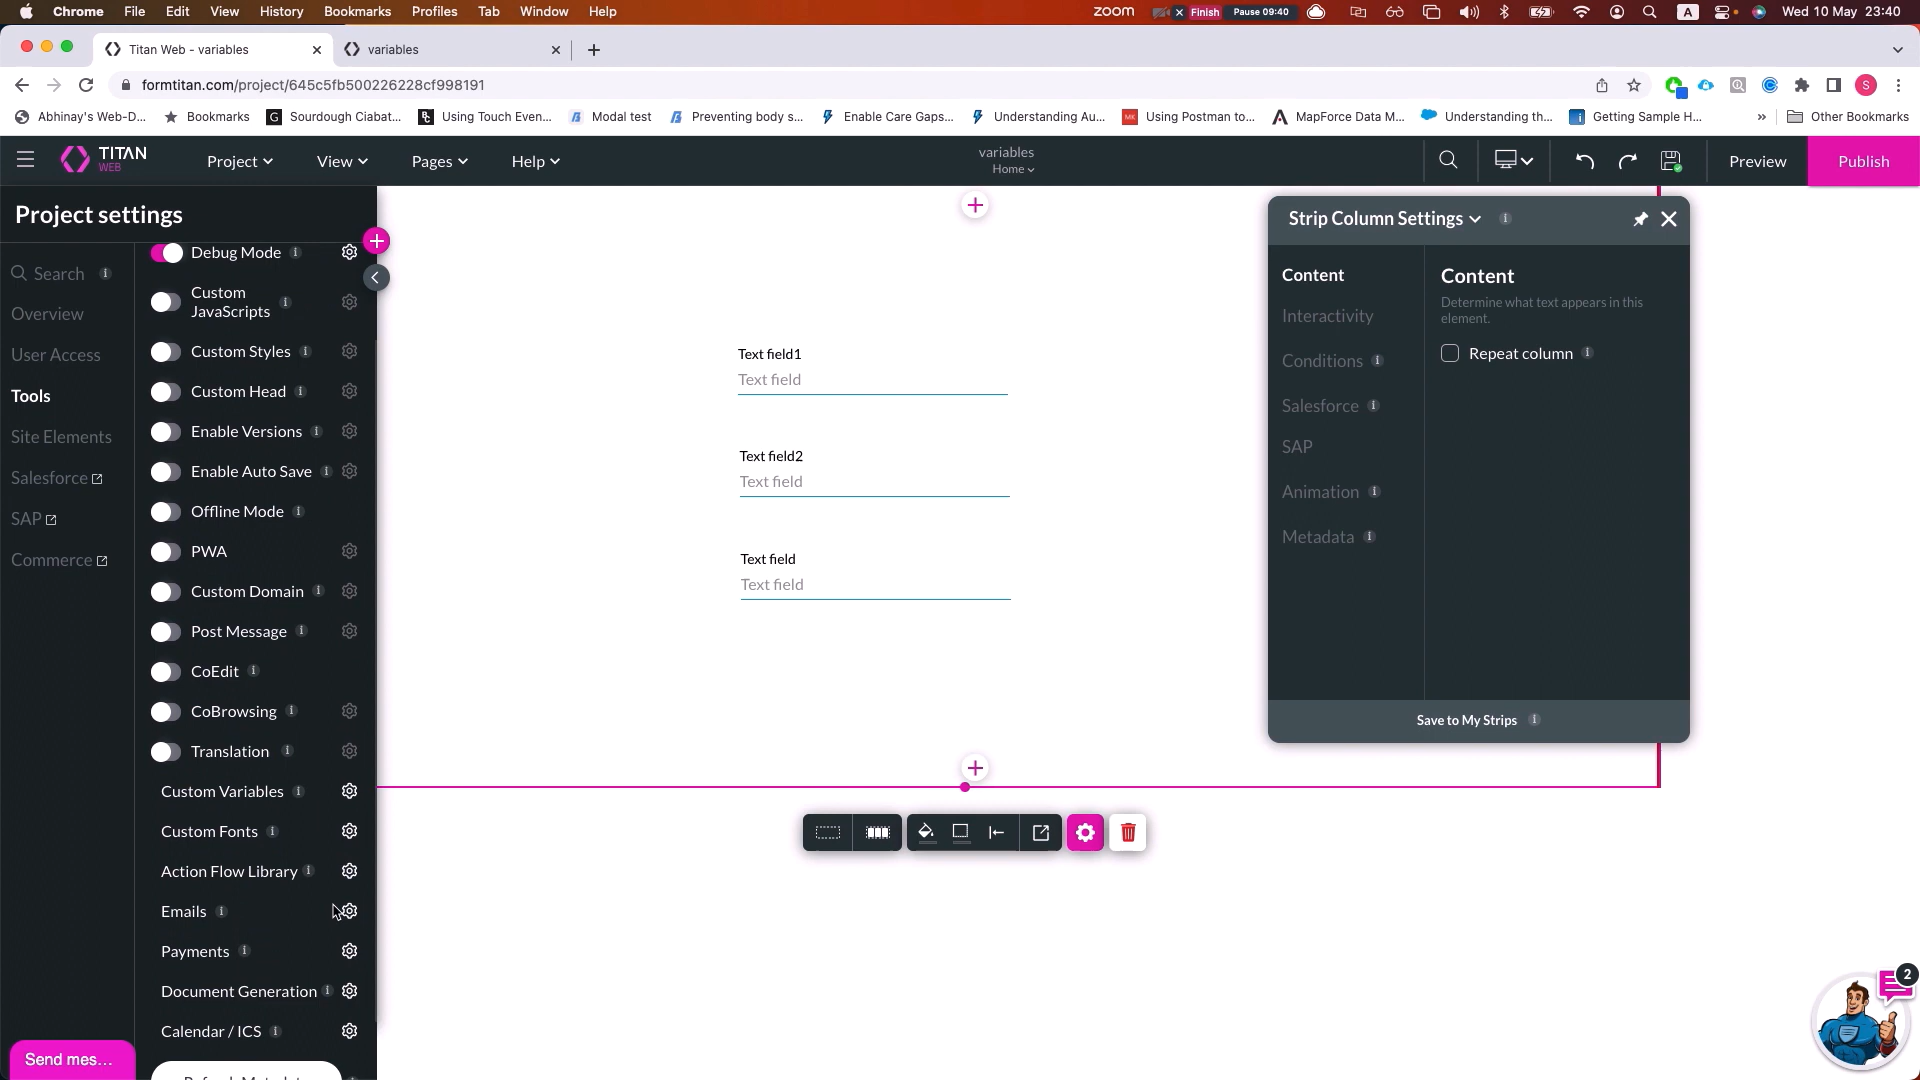 Chrome File Edit View History Bookmarks Profiles Tab Window Help
zoom Finish Pause 09:40 A Wed 10 May 23:40
Titan Web - variables
variables
formtitan.com/project/645c5fb500226228cf998191
S
Abhinay's Web-D... Bookmarks Sourdough Ciabat... Using Touch Even... Modal test Preventing body s... Enable Care Gaps... Understanding Au... Using Postman to... MapForce Data M... Understanding th... Getting Sample H... » Other Bookmarks
TITAN
WEB
Project View Pages Help
variables
Home
Preview Publish
Project settings
Search
Overview
User Access
Tools
Site Elements
Salesforce
SAP
Commerce
Debug Mode
Custom
JavaScripts
Custom Styles
Custom Head
Enable Versions
Enable Auto Save
Offline Mode
PWA
Custom Domain
Post Message
CoEdit
CoBrowsing
Translation
Custom Variables
Custom Fonts
Action Flow Library
Emails
Payments
Document Generation
Calendar / ICS
Send mes...
Text field1
Text field
Text field2
Text field
Text field
Text field
Strip Column Settings
Content
Interactivity
Conditions
Salesforce
SAP
Animation
Metadata
Content
Determine what text appears in this
element.
Repeat column
Save to My Strips
2